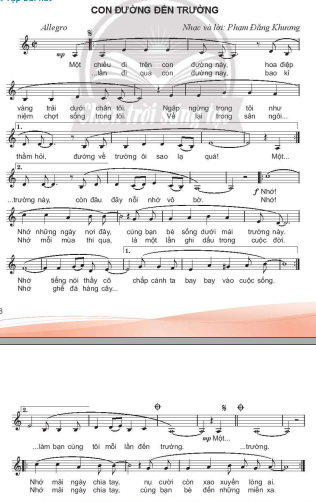 CON ĐƯỜNG ĐẾN TRƯỜNG
Allegro
Nhạc và lời: Phạm Đăng Khương
mp
Một chiều đi trên con đường này, hoa điệp
...lần đi qua con đường này, bao kỉ
vàng trải dưới chân tôi, Ngập ngừng trong tôi như
niệm chợt sống trong tôi. Về lại trong sân ngôi...
1.
thầm hỏi, đường về trường ôi sao lạ quá! Một...
2.
f Nhớ!
...trường này, còn đâu đây nỗi nhớ vô bờ. Nhớ!
Nhớ những ngày nơi đây, cùng bạn bè sống dưới mái trường này.
Nhớ mỗi mùa thi qua, là một lần ghi dấu trong cuộc đời.
1.
Nhớ tiếng nói thầy cô chắp cánh ta bay bay vào cuộc sống.
Nhớ ghế đá hàng cây...
2.
mp Một...
...làm bạn cùng tôi mỗi lần đến trường. ...trường.
Nhớ mãi ngày chia tay, nụ cười còn xao xuyến lòng ai.
Nhớ mãi ngày chia tay, cùng bạn bè đến những miền xa.